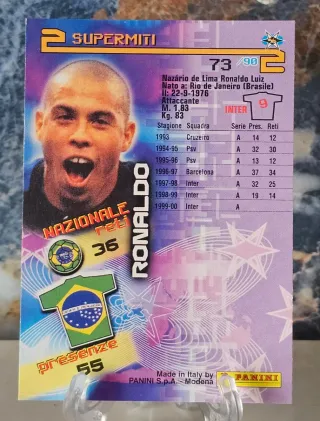 2 SUPERMITI 2
73 / 90
Nazário de Lima Ronaldo Luiz
Nato a: Rio de Janeiro (Brasile)
Il: 22-9-1976
Attaccante
M. 1.83
Kg. 83
INTER
9
Stagione Squadra Serie Pres. Reti
1993 Cruzeiro A 14 12
1994-95 Psv A 32 30
1995-96 Psv A 13 12
1996-97 Barcelona A 37 34
1997-98 Inter A 32 25
1998-99 Inter A 19 14
1999-00 Inter A
RONALDO
NAZIONALE
reti
36
presenze
55
Made in Italy by
PANINI S.p.A. - Modena
PANINI